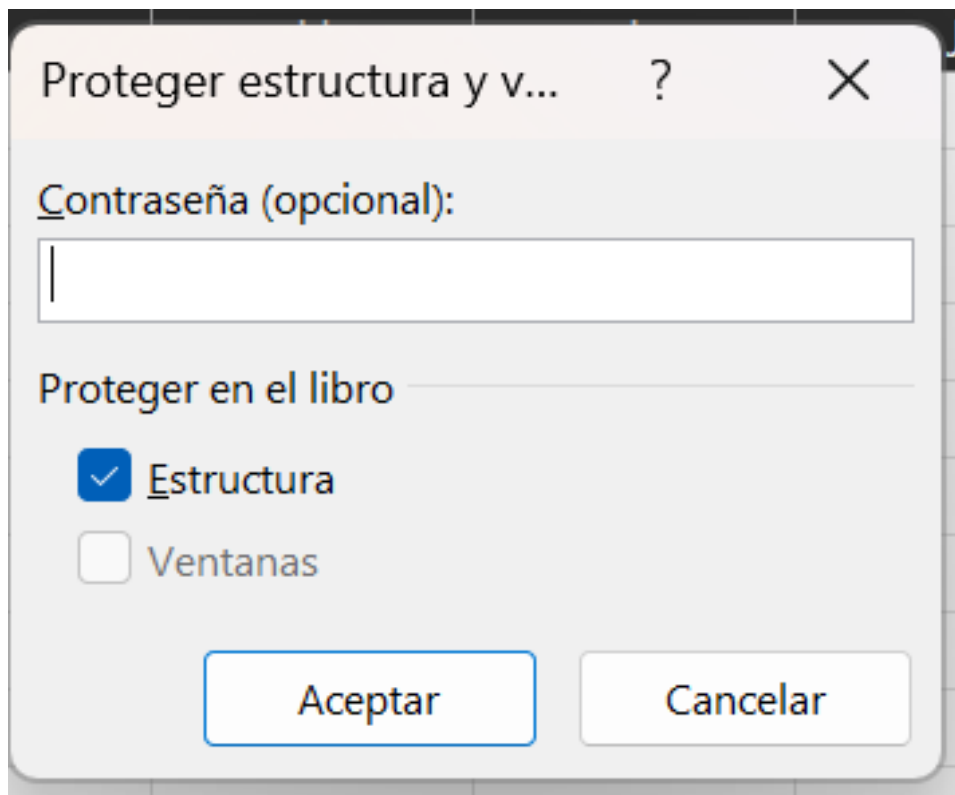 Proteger estructura y v...
?
Contraseña (opcional):
Proteger en el libro
Estructura
Ventanas
Aceptar
Cancelar